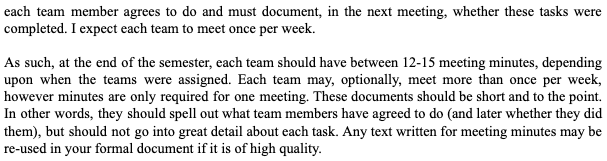 each team member agrees to do and must document, in the next meeting, whether these tasks were
completed. I expect each team to meet once per week.
As such, at the end of the semester, each team should have between 12-15 meeting minutes, depending
upon when the teams were assigned. Each team may, optionally, meet more than once per week,
however minutes are only required for one meeting. These documents should be short and to the point.
In other words, they should spell out what team members have agreed to do (and later whether they did
them), but should not go into great detail about each task. Any text written for meeting minutes may be
re-used in your formal document if it is of high quality.